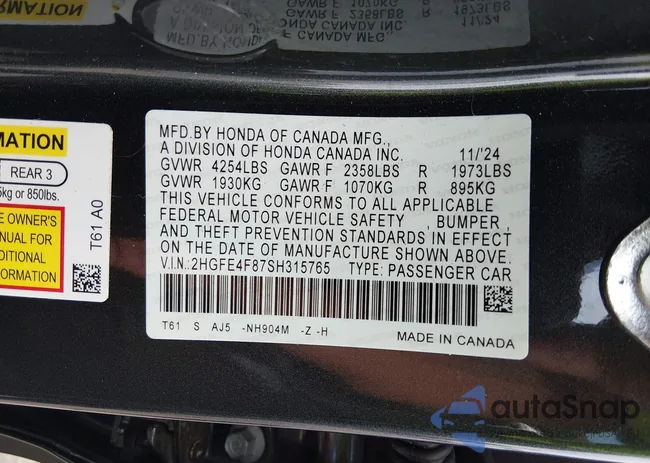 MFD.BY HONDA OF CANADA MFG.,
A DIVISION OF HONDA CANADA INC. 11/'24
GVWR 4254LBS GAWR F 2358LBS R 1973LBS
GVWR 1930KG GAWR F 1070KG R 895KG
THIS VEHICLE CONFORMS TO ALL APPLICABLE
FEDERAL MOTOR VEHICLE SAFETY , BUMPER ,
AND THEFT PREVENTION STANDARDS IN EFFECT
ON THE DATE OF MANUFACTURE SHOWN ABOVE.
V.I.N.:2HGFE4F87SH315765 TYPE: PASSENGER CAR
T61 S AJ5 -NH904M -Z -H
MADE IN CANADA
MATION
REAR 3
kg or 850lbs.
OWNER'S
NUAL FOR
DITIONAL
ORMATION
T61 A0
autoSnap